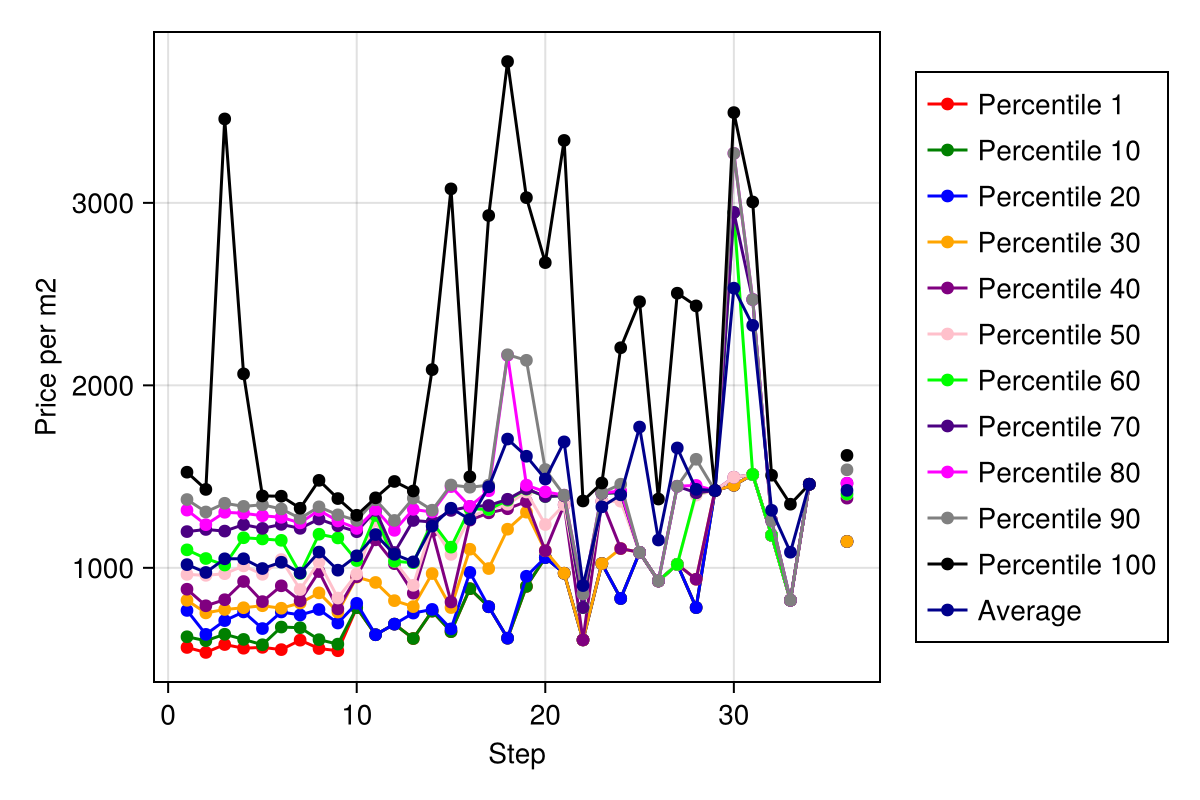 3000
2000
1000
Price per m2
0
10
20
30
Step
Percentile 1
Percentile 10
Percentile 20
Percentile 30
Percentile 40
Percentile 50
Percentile 60
Percentile 70
Percentile 80
Percentile 90
Percentile 100
Average